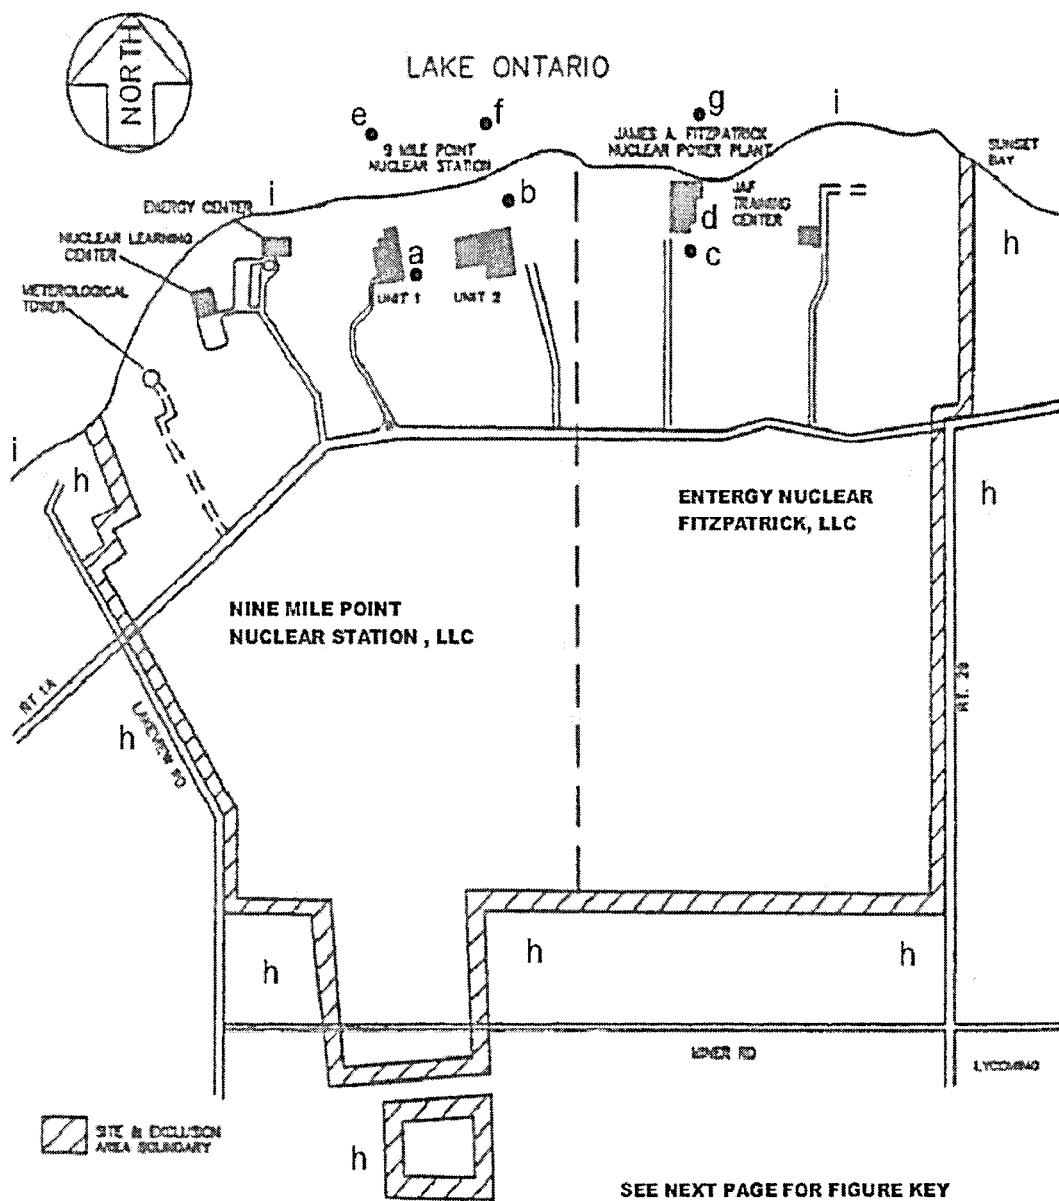 NORTH
LAKE ONTARIO
e
f
g
i
9 MILE POINT
NUCLEAR STATION
JAMES A. FITZPATRICK
NUCLEAR POWER PLANT
SUNSET
BAY
i
b
ENERGY CENTER
JAF
TRAINING
CENTER
d
NUCLEAR LEARNING
CENTER
a
c
h
METEROLOGICAL
TOWER
UNIT 1
UNIT 2
i
h
ENTERGY NUCLEAR
FITZPATRICK, LLC
h
NINE MILE POINT
NUCLEAR STATION , LLC
RT 1A
LAKEVIEW RD
h
RT. 29
h
h
h
MINER RD
LYCOMING
SITE & EXCLUSION
AREA BOUNDARY
h
SEE NEXT PAGE FOR FIGURE KEY